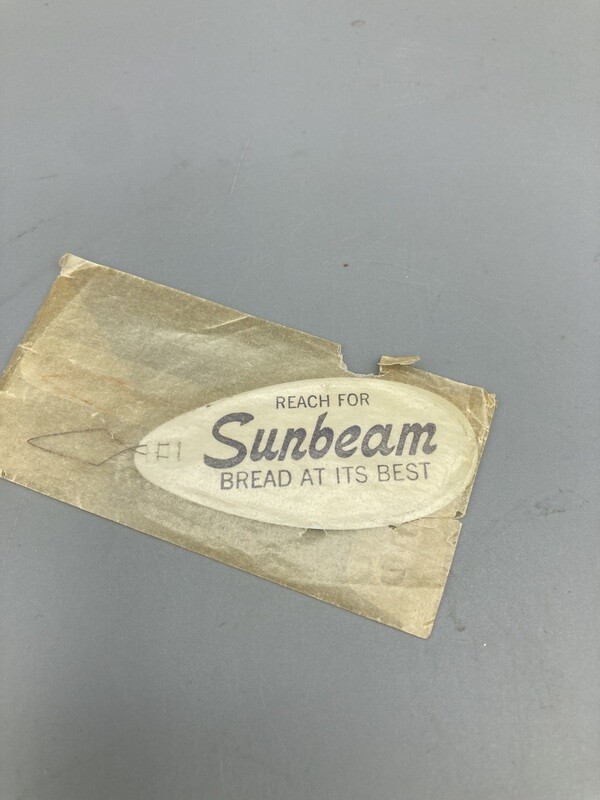 REACH FOR
Sunbeam
BREAD AT ITS BEST